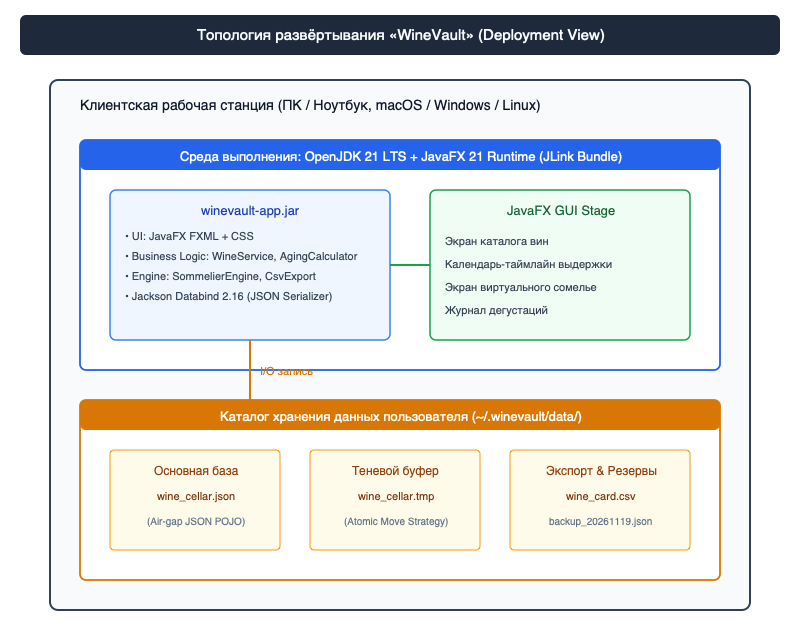 Топология развёртывания «WineVault» (Deployment View)
Клиентская рабочая станция (ПК / Ноутбук, macOS / Windows / Linux)
Среда выполнения: OpenJDK 21 LTS + JavaFX 21 Runtime (JLink Bundle)
winevault-app.jar
• UI: JavaFX FXML + CSS
• Business Logic: WineService, AgingCalculator
• Engine: SommelierEngine, CsvExport
• Jackson Databind 2.16 (JSON Serializer)
JavaFX GUI Stage
Экран каталога вин
Календарь-таймлайн выдержки
Экран виртуального сомелье
Журнал дегустаций
I/O запись
Каталог хранения данных пользователя (~/.winevault/data/)
Основная база
wine_cellar.json
(Air-gap JSON POJO)
Теневой буфер
wine_cellar.tmp
(Atomic Move Strategy)
Экспорт & Резервы
wine_card.csv
backup_20261119.json